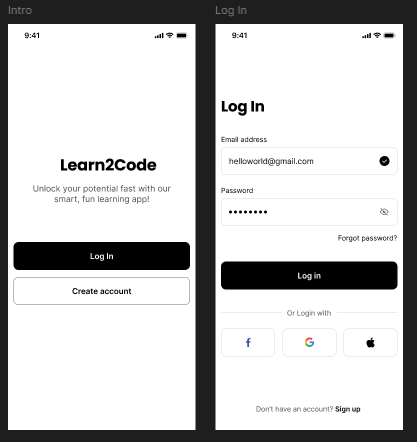 Intro
9:41
Learn2Code
Unlock your potential fast with our
smart, fun learning app!
Log In
Create account
Log In
9:41
Log In
Email address
helloworld@gmail.com
Password
••••••••
Forgot password?
Log in
Or Login with
Don't have an account? Sign up